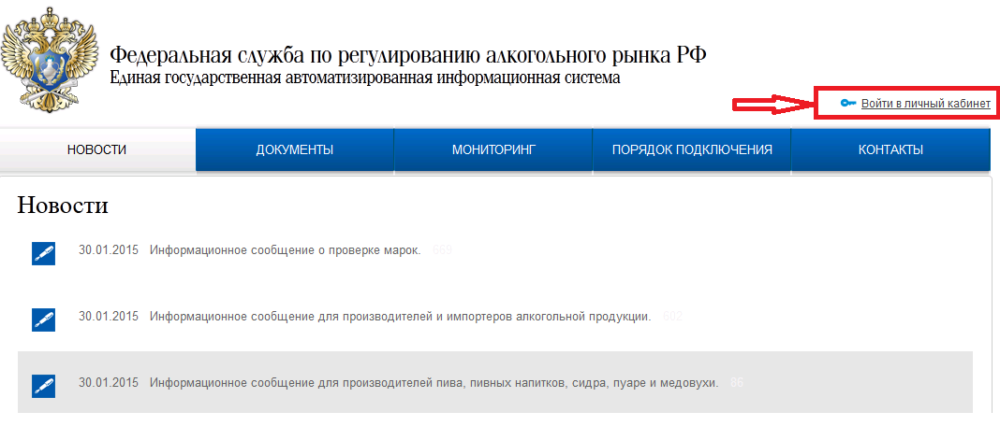 Федеральная служба по регулированию алкогольного рынка РФ
Единая государственная автоматизированная информационная система
Войти в личный кабинет
НОВОСТИ ДОКУМЕНТЫ МОНИТОРИНГ ПОРЯДОК ПОДКЛЮЧЕНИЯ КОНТАКТЫ
Новости
30.01.2015 Информационное сообщение о проверке марок.
30.01.2015 Информационное сообщение для производителей и импортеров алкогольной продукции. 602
30.01.2015 Информационное сообщение для производителей пива, пивных напитков, сидра, пуаре и медовухи. 86